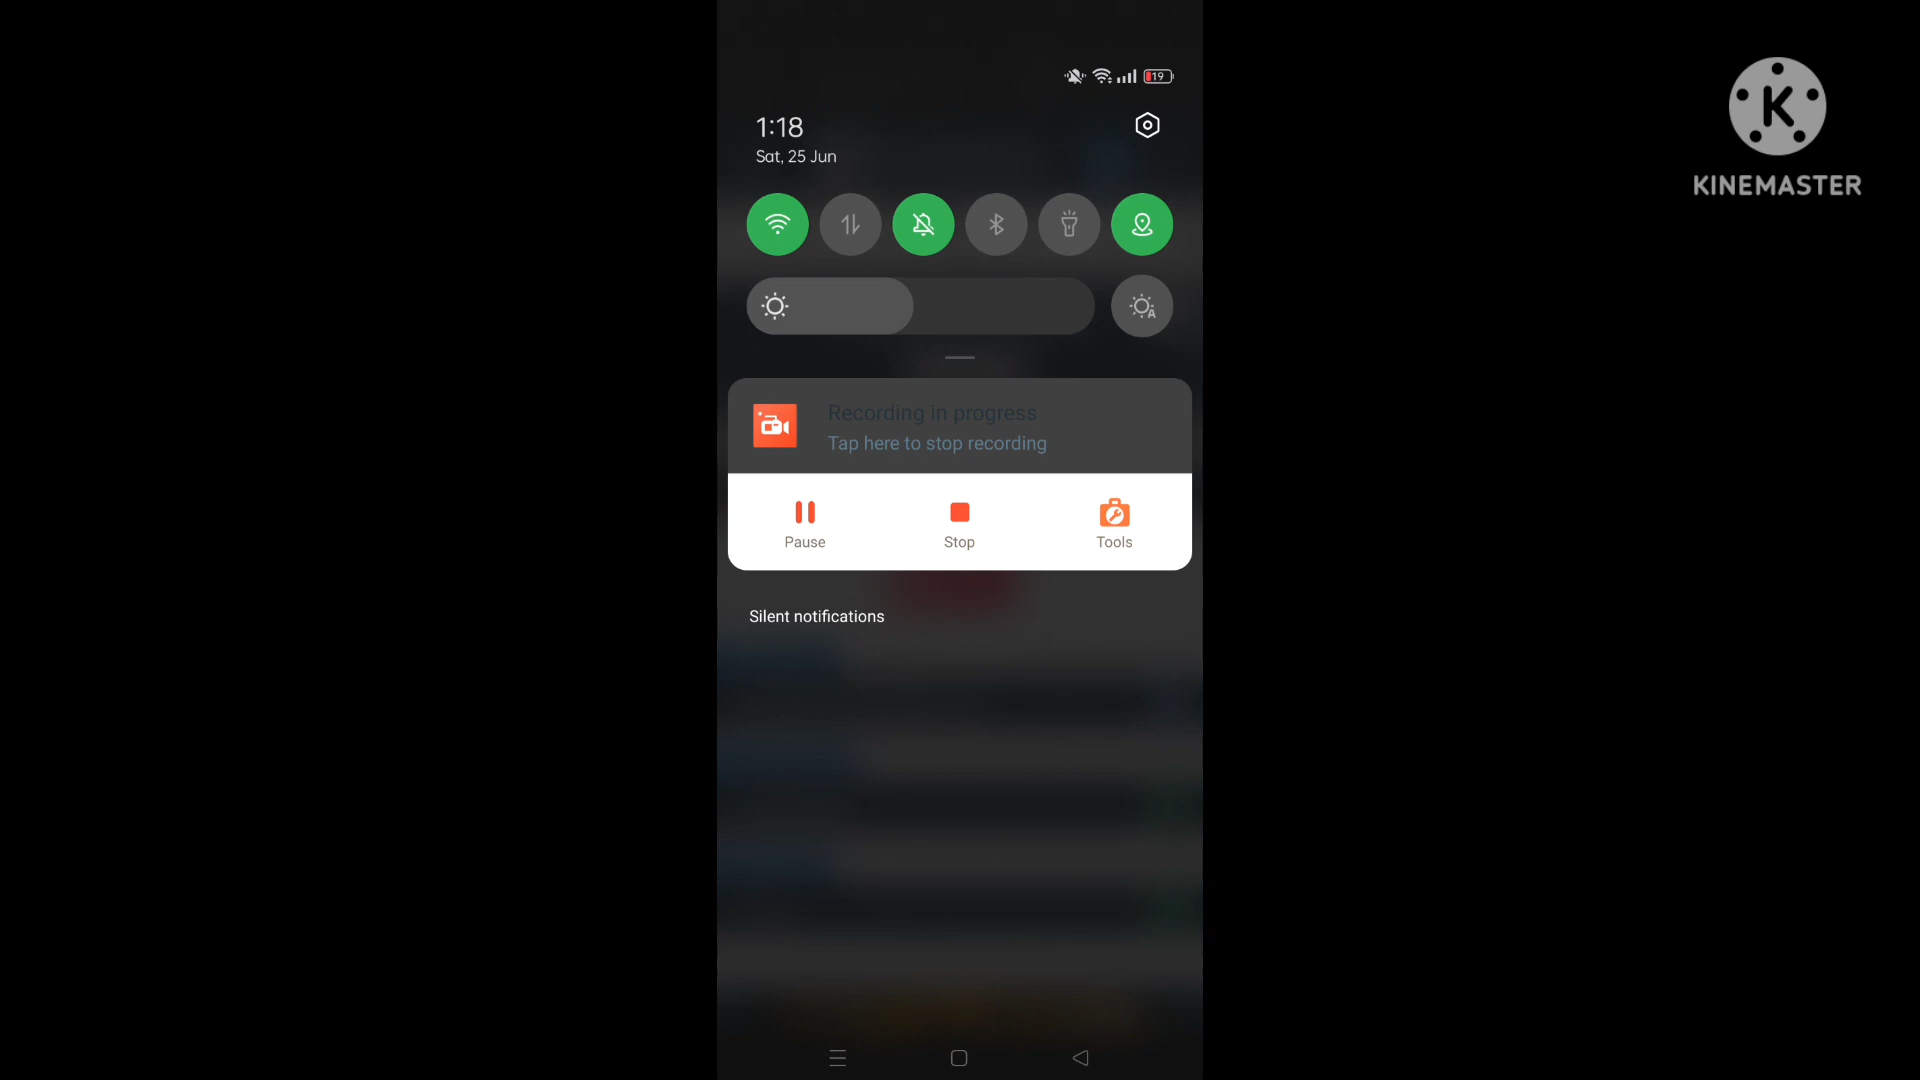 19
1:18
Sat, 25 Jun
A
Recording in progress
Tap here to stop recording
Pause
Stop
Tools
Silent notifications
K
KINEMASTER